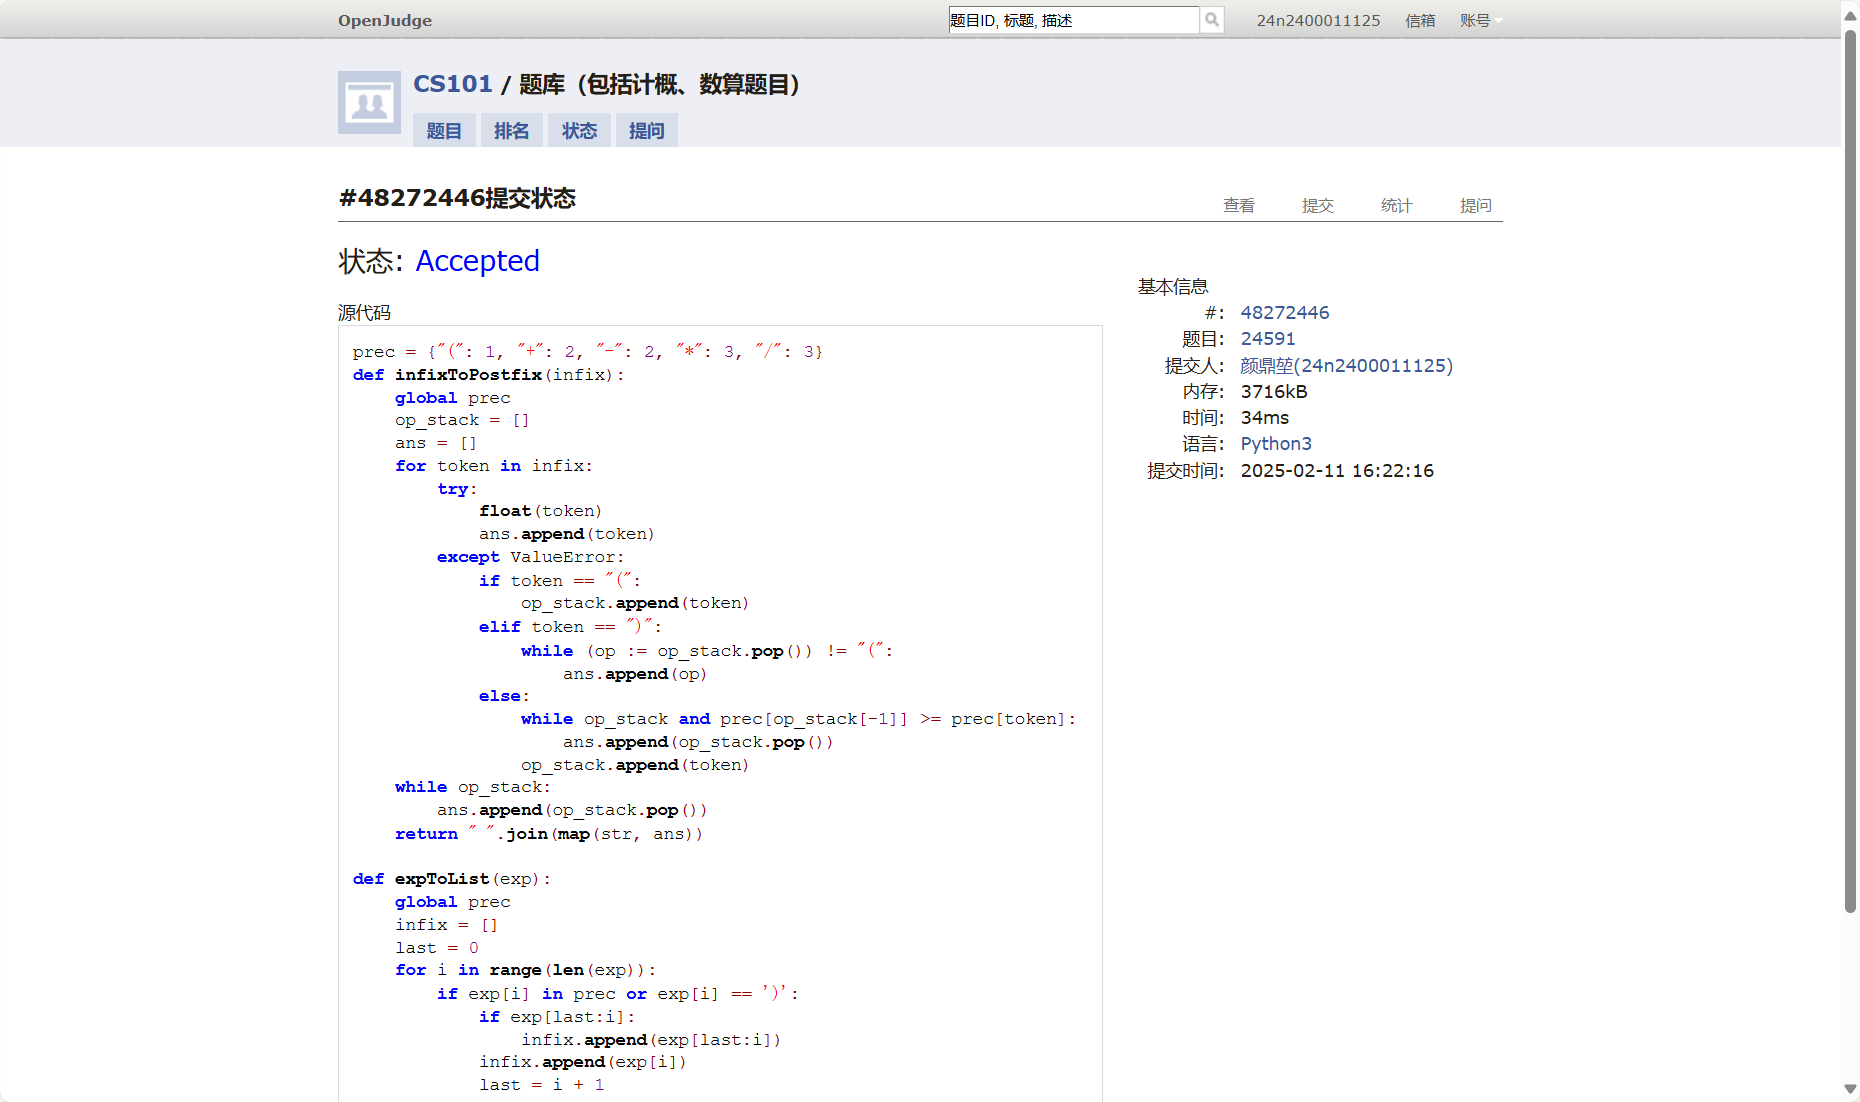 OpenJudge
题目ID, 标题, 描述
24n2400011125 信箱 账号
CS101 / 题库（包括计概、数算题目）
题目 排名 状态 提问
#48272446提交状态
查看 提交 统计 提问
状态: Accepted
源代码
prec = {"(": 1, "+": 2, "-": 2, "*": 3, "/": 3}
def infixToPostfix(infix):
    global prec
    op_stack = []
    ans = []
    for token in infix:
        try:
            float(token)
            ans.append(token)
        except ValueError:
            if token == "(":
                op_stack.append(token)
            elif token == ")":
                while (op := op_stack.pop()) != "(":
                    ans.append(op)
            else:
                while op_stack and prec[op_stack[-1]] >= prec[token]:
                    ans.append(op_stack.pop())
                op_stack.append(token)
    while op_stack:
        ans.append(op_stack.pop())
    return " ".join(map(str, ans))
def expToList(exp):
    global prec
    infix = []
    last = 0
    for i in range(len(exp)):
        if exp[i] in prec or exp[i] == ')':
            if exp[last:i]:
                infix.append(exp[last:i])
            infix.append(exp[i])
            last = i + 1
基本信息
#: 48272446
题目: 24591
提交人: 颜鼎堃(24n2400011125)
内存: 3716kB
时间: 34ms
语言: Python3
提交时间: 2025-02-11 16:22:16